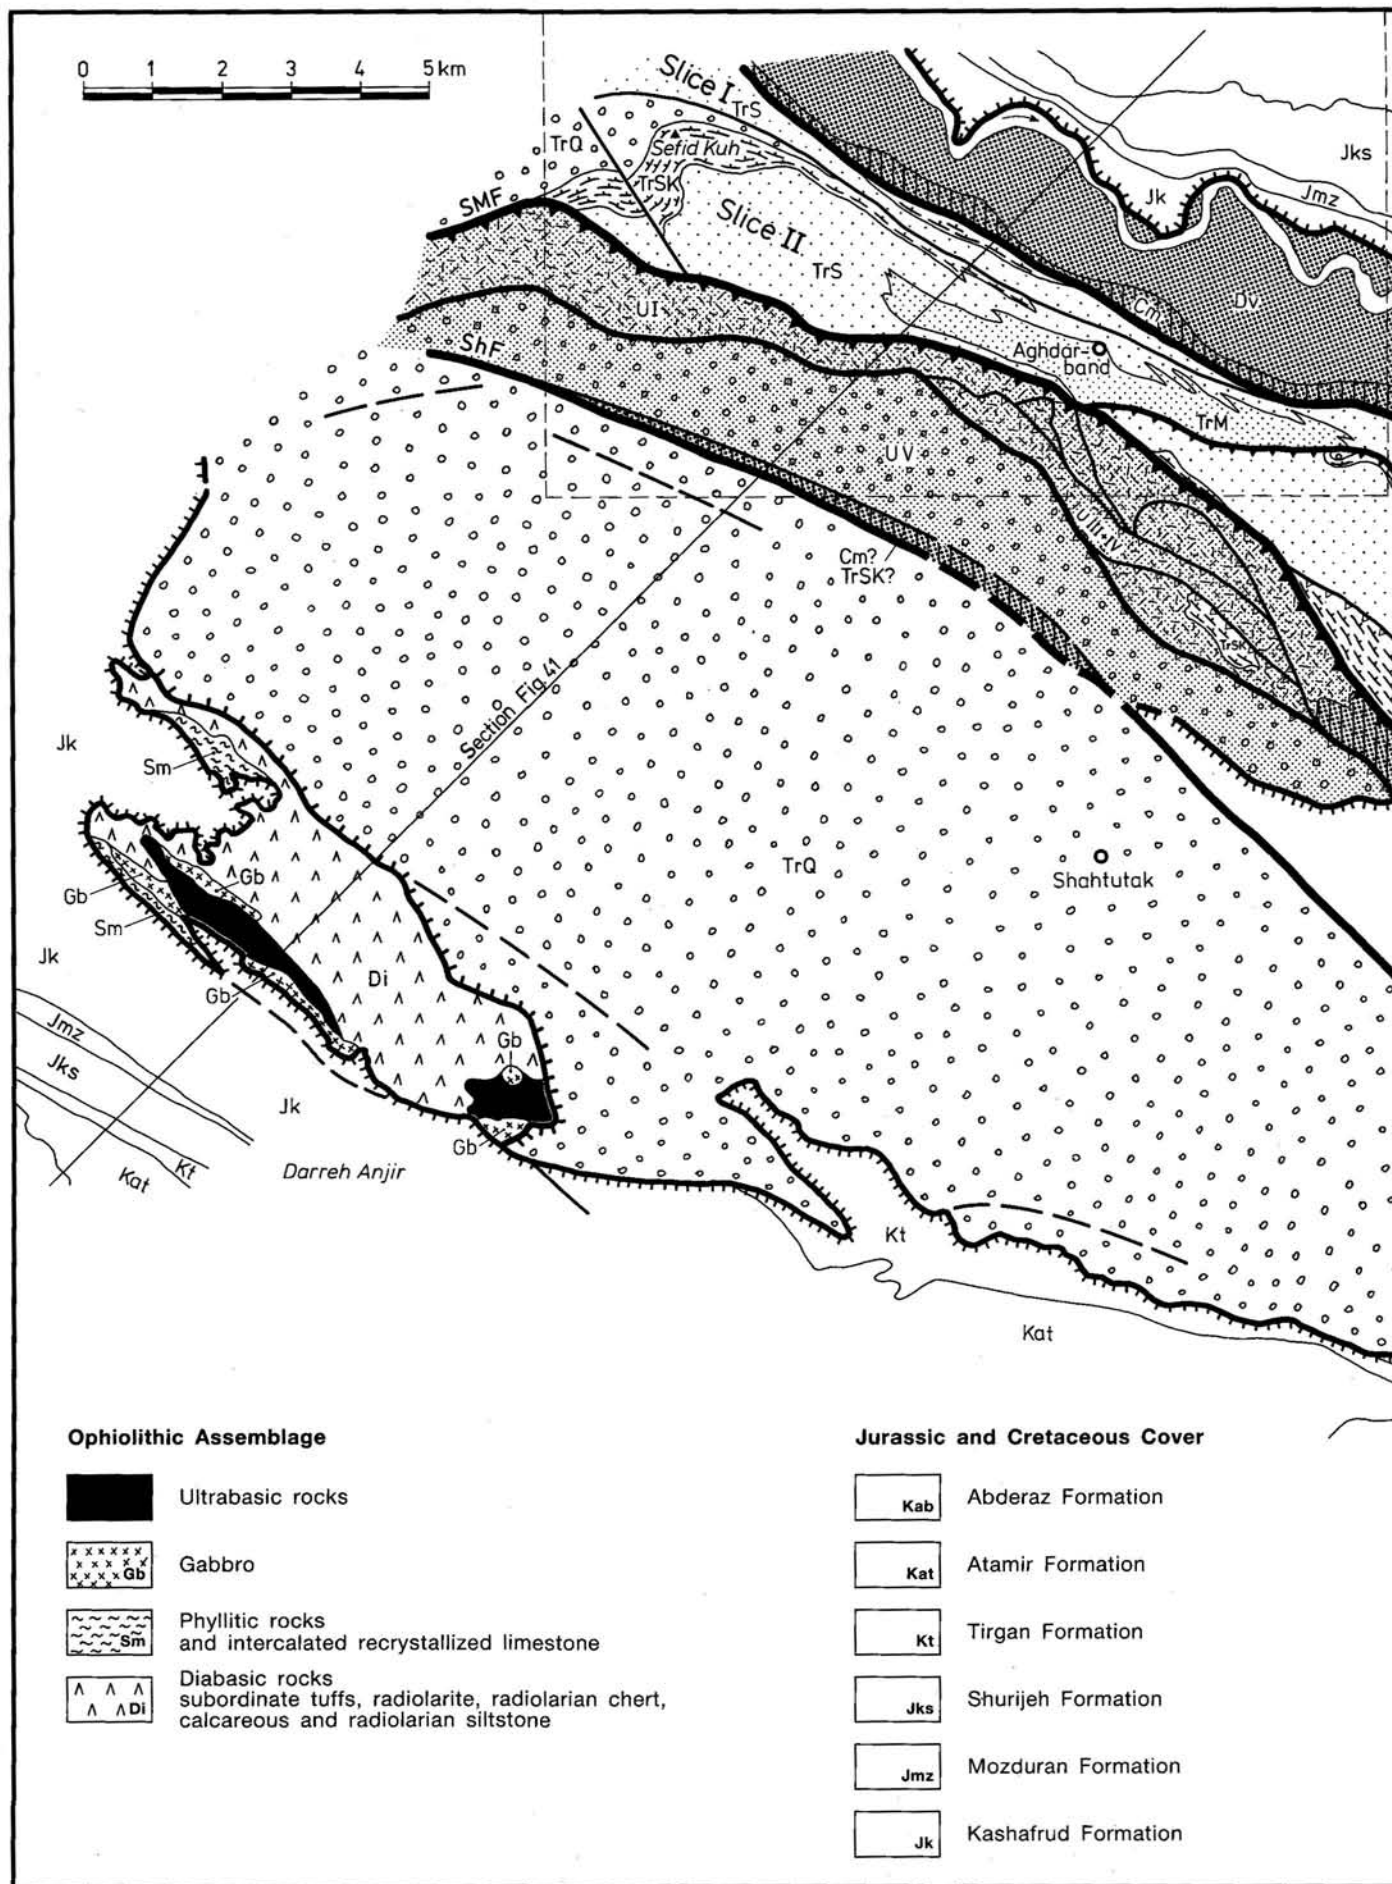 0 1 2 3 4 5 km
Slice I
TrS
TrQ
Sefid Kuh
TrSK
SMF
Slice II
TrS
Jks
Jk
Jmz
Dv
Cm
UI
Aghdar-
band
ShF
TrM
UV
UIII+IV
Cm?
TrSK?
TrSK
Section Fig.41
Jk
Sm
Gb
Gb
Sm
TrQ
Shahtutak
Jk
Gb
Di
Jmz
Gb
Jks
Jk
Gb
Kt
Kat
Darreh Anjir
Kt
Kat
Ophiolithic Assemblage
Ultrabasic rocks
Gb
Gabbro
Sm
Phyllitic rocks
and intercalated recrystallized limestone
Di
Diabasic rocks
subordinate tuffs, radiolarite, radiolarian chert,
calcareous and radiolarian siltstone
Jurassic and Cretaceous Cover
Kab
Abderaz Formation
Kat
Atamir Formation
Kt
Tirgan Formation
Jks
Shurijeh Formation
Jmz
Mozduran Formation
Jk
Kashafrud Formation